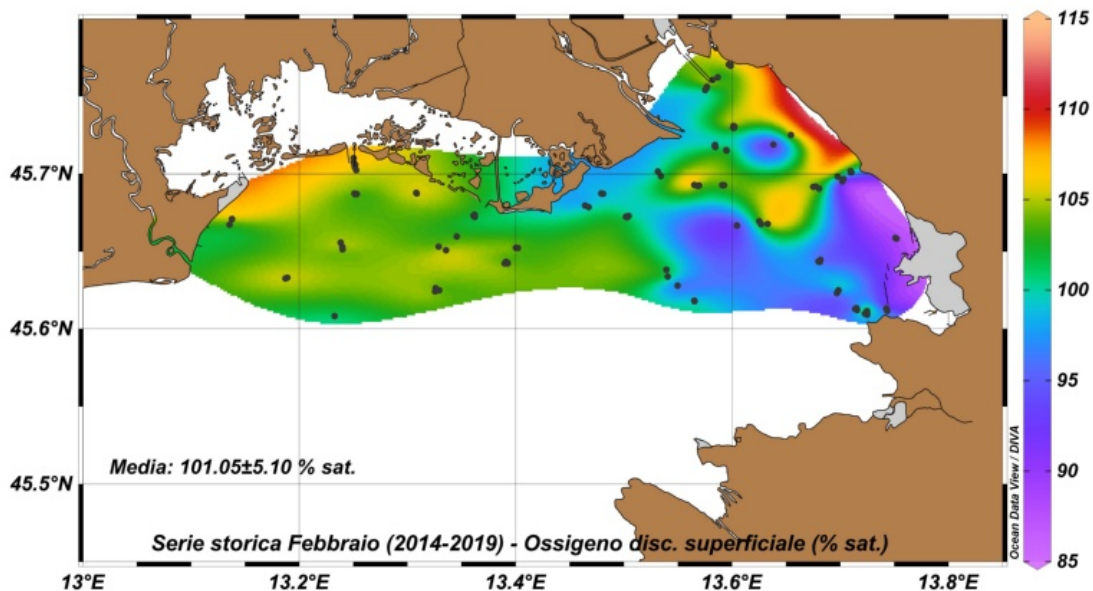 115
110
105
100
95
90
85
45.7°N
45.6°N
45.5°N
Media: 101.05±5.10 % sat.
Serie storica Febbraio (2014-2019) - Ossigeno disc. superficiale (% sat.)
Ocean Data View / DIVA
13°E
13.2°E
13.4°E
13.6°E
13.8°E